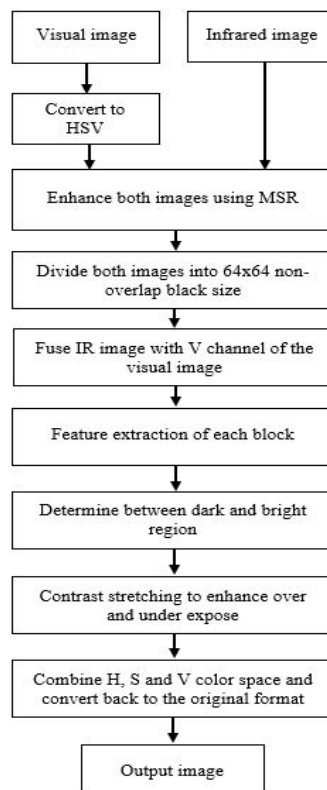 Visual image
Infrared image
Convert to
HSV
Enhance both images using MSR
Divide both images into 64x64 non-
overlap black size
Fuse IR image with V channel of the
visual image
Feature extraction of each block
Determine between dark and bright
region
Contrast stretching to enhance over
and under expose
Combine H, S and V color space and
convert back to the original format
Output image